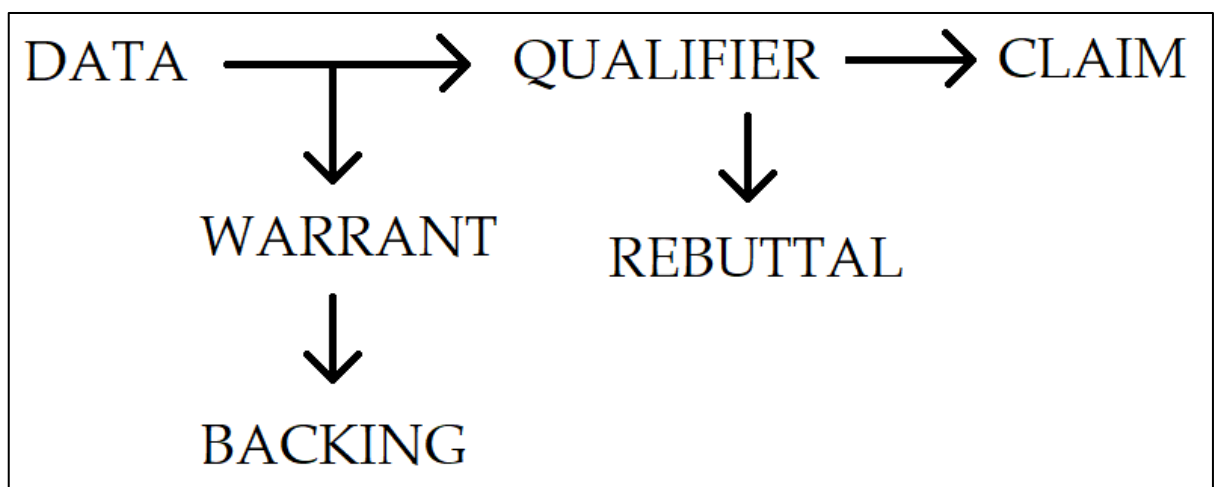 DATA QUALIFIER CLAIM
WARRANT
REBUTTAL
BACKING